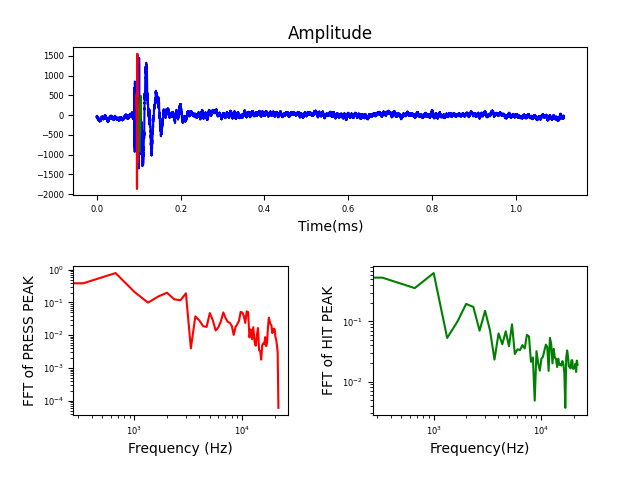 Amplitude
1500
1000
500
0
−500
−1000
−1500
−2000
0.0 0.2 0.4 0.6 0.8 1.0
Time(ms)
FFT of PRESS PEAK
10⁰
10⁻¹
10⁻²
10⁻³
10⁻⁴
10³ 10⁴
Frequency (Hz)
FFT of HIT PEAK
10⁻¹
10⁻²
10³ 10⁴
Frequency(Hz)